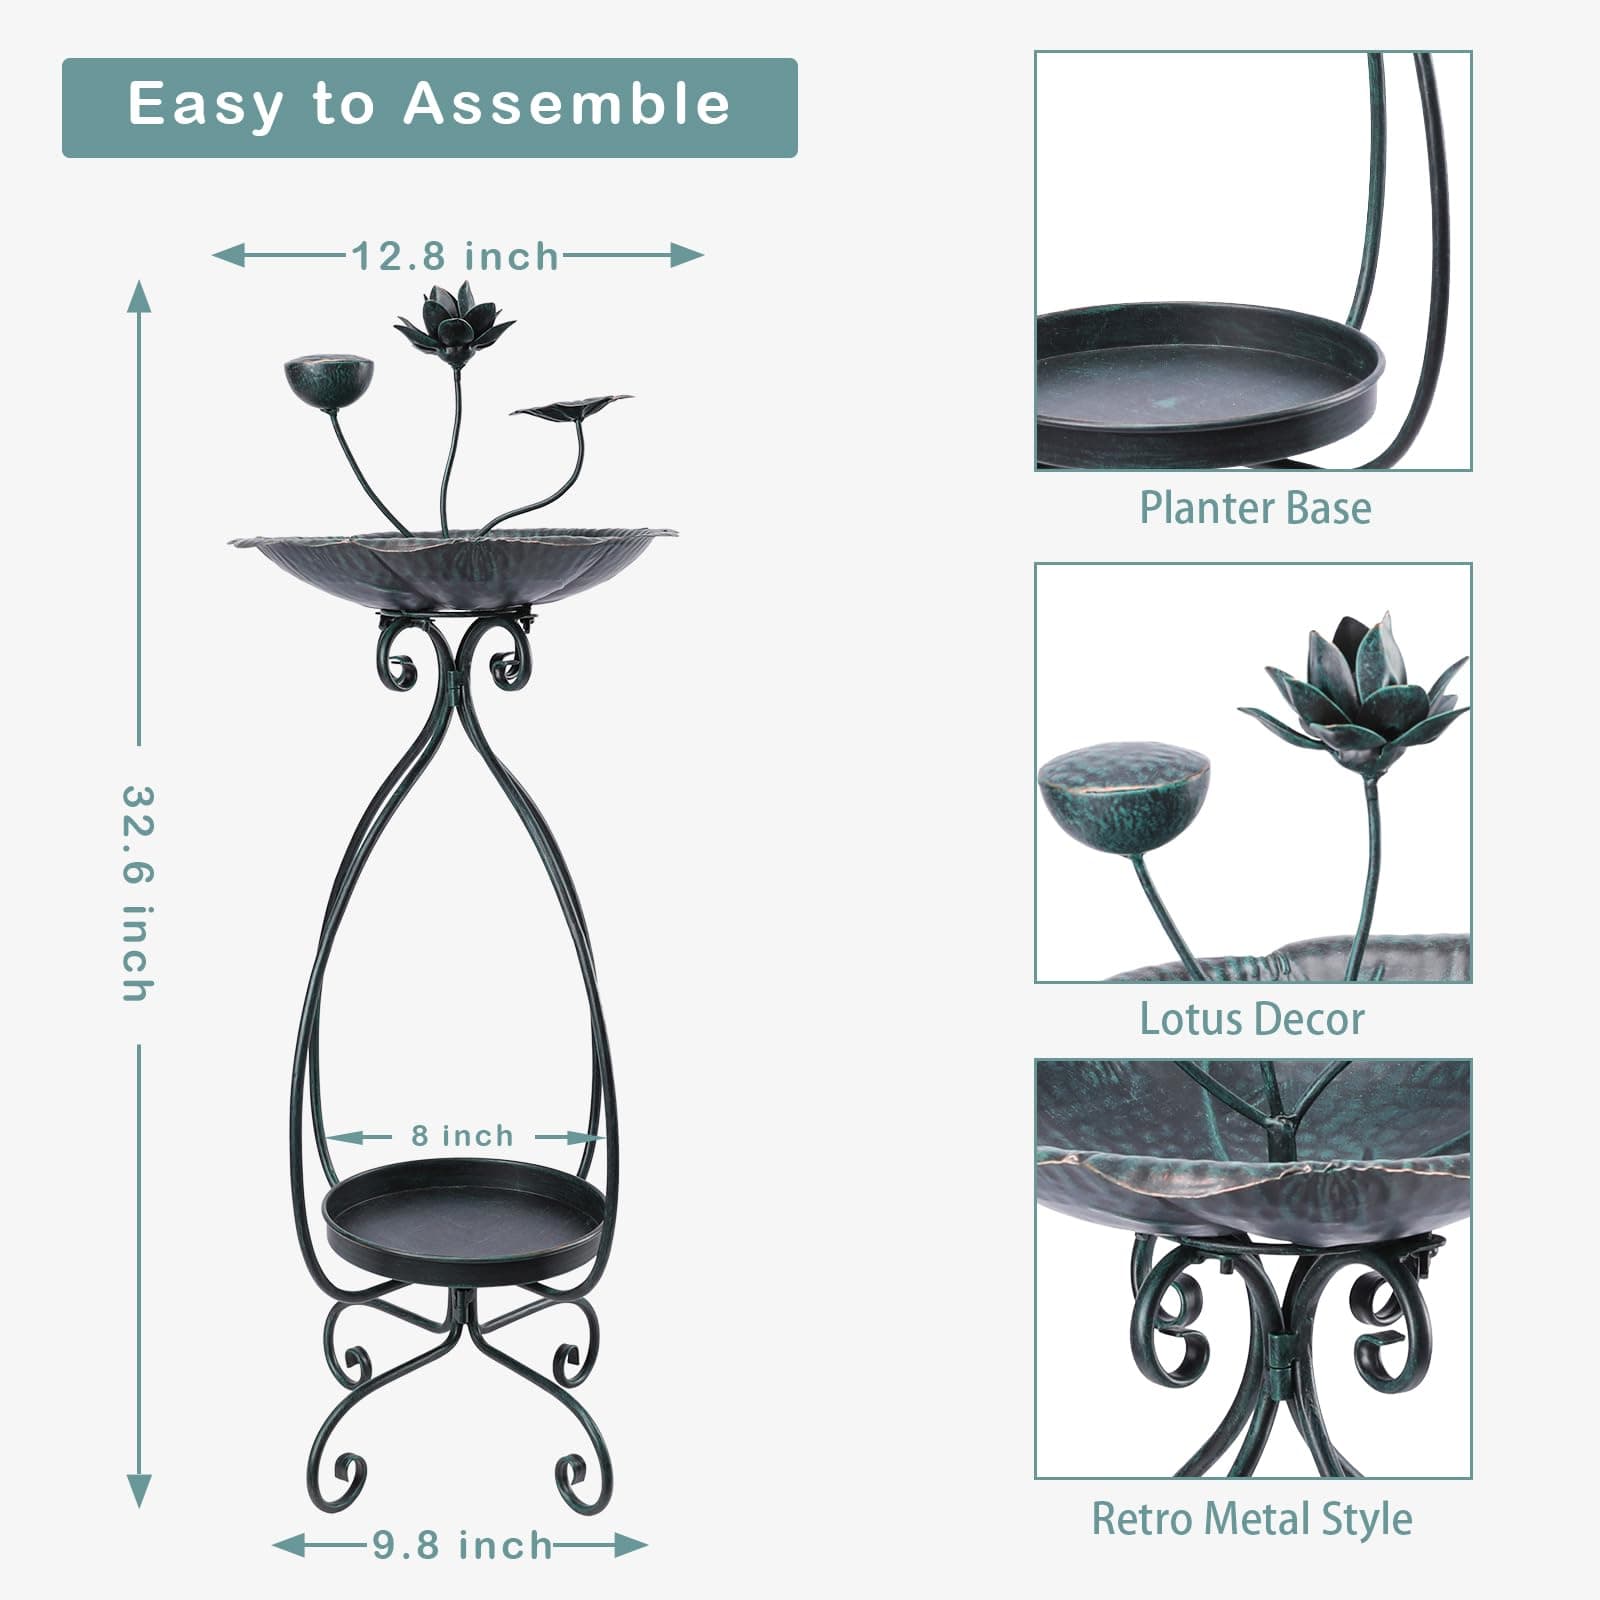 Easy to Assemble
12.8 inch
32.6 inch
8 inch
9.8 inch
Planter Base
Lotus Decor
Retro Metal Style